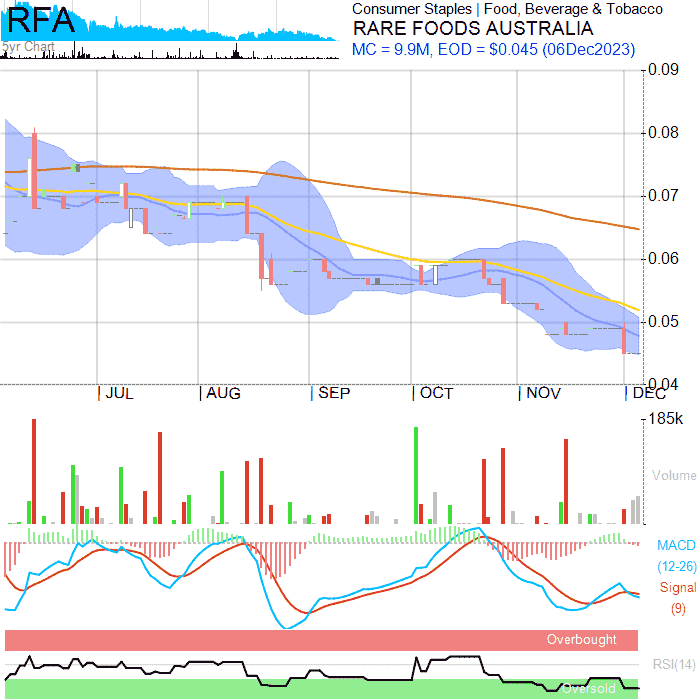 RFA
5yr Chart
Consumer Staples | Food, Beverage & Tobacco
RARE FOODS AUSTRALIA
MC = 9.9M, EOD = $0.045 (06Dec2023)
0.09
0.08
0.07
0.06
0.05
0.04
JUL
AUG
SEP
OCT
NOV
DEC
185k
Volume
MACD
(12-26)
Signal
(9)
Overbought
RSI(14)
Oversold